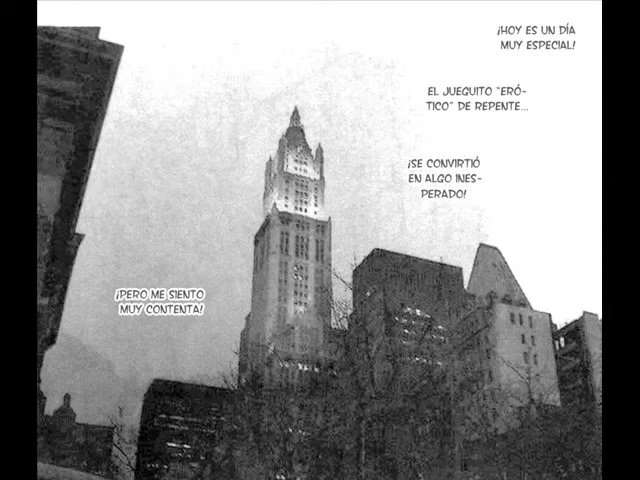 ¡HOY ES UN DÍA
MUY ESPECIAL!
EL JUEGUITO "ERÓ-
TICO" DE REPENTE...
¡SE CONVIRTIÓ
EN ALGO INES-
PERADO!
¡PERO ME SIENTO
MUY CONTENTA!